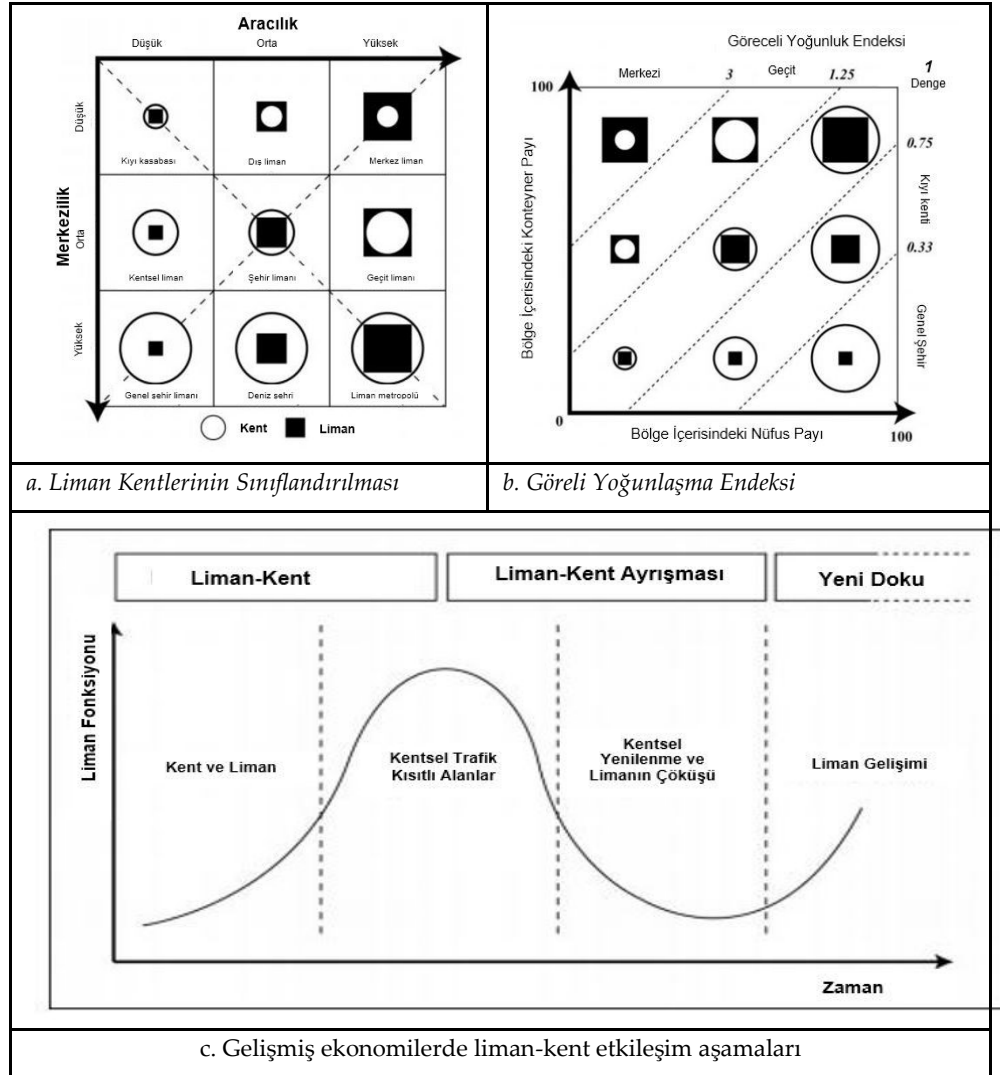 Aracılık
Düşük Orta Yüksek
Merkezilik
Düşük
Orta
Yüksek
Kıyı kasabası Dış liman Merkez liman
Kentsel liman Şehir limanı Geçit limanı
Genel sehir limanı Deniz sehri Liman metropolü
Kent Liman
Göreceli Yoğunluk Endeksi
Merkezi 3 Geçit 1.25 1
Denge
100
0.75
Kıyı kenti
0.33
Genel Şehir
Bölge İçerisindeki Konteyner Payı
0
Bölge İçerisindeki Nüfus Payı
100
a. Liman Kentlerinin Sınıflandırılması
b. Göreli Yoğunlaşma Endeksi
Liman-Kent Liman-Kent Ayrışması Yeni Doku
Liman Fonksiyonu
Kent ve Liman
Kentsel Trafik
Kısıtlı Alanlar
Kentsel
Yenilenme ve
Limanın Çöküşü
Liman Gelişimi
Zaman
c. Gelişmiş ekonomilerde liman-kent etkileşim aşamaları